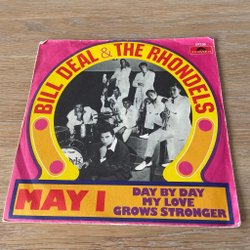 BILL DEAL & THE RHONDELS
MAY I
DAY BY DAY
MY LOVE
GROWS STRONGER